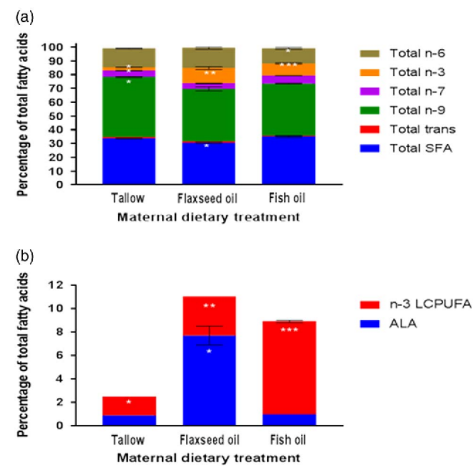 (a)
Percentage of total fatty acids
100
90
80
70
60
50
40
30
20
10
0
*
*
*
**
*
*
***
Tallow Flaxseed oil Fish oil
Maternal dietary treatment
Total n-6
Total n-3
Total n-7
Total n-9
Total trans
Total SFA
(b)
Percentage of total fatty acids
12
10
8
6
4
2
0
*
**
*
***
Tallow Flaxseed oil Fish oil
Maternal dietary treatment
n-3 LCPUFA
ALA